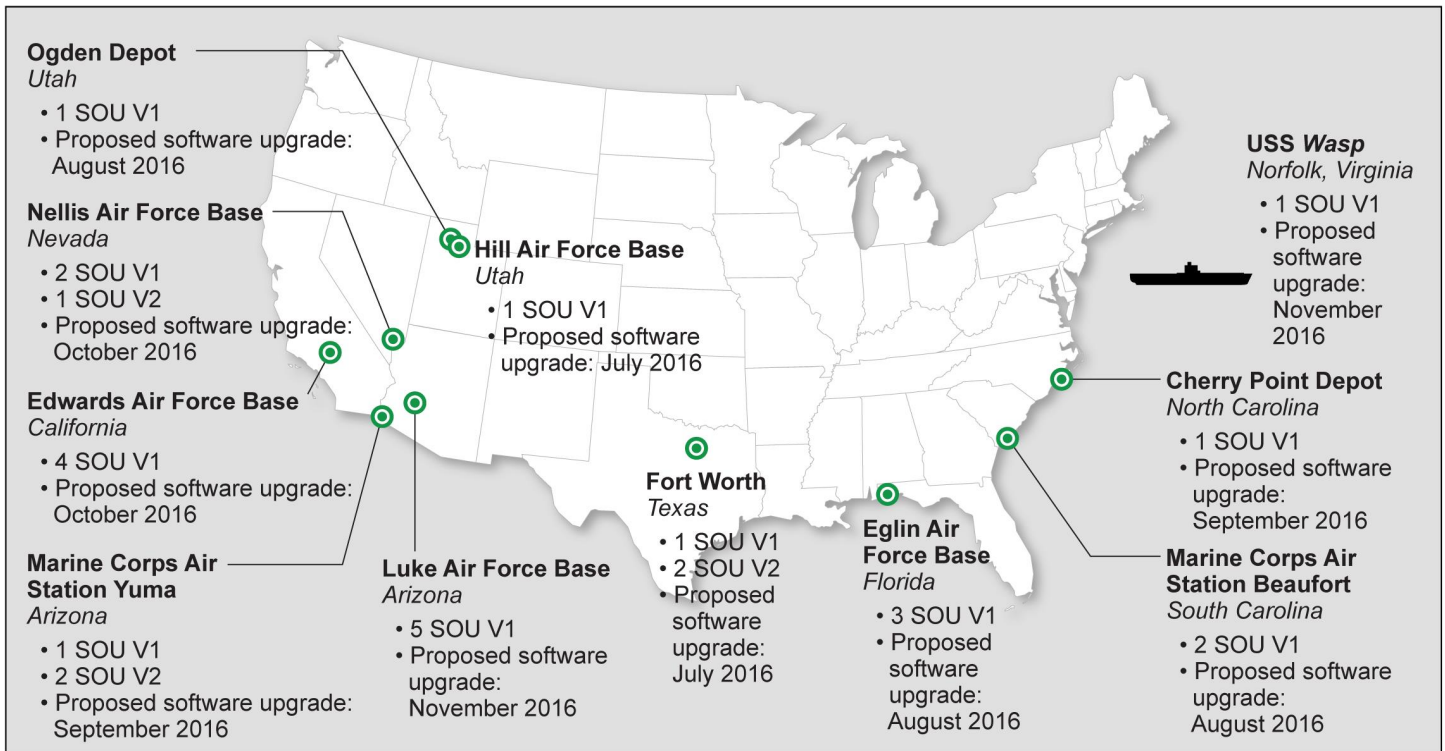 Ogden Depot
Utah
• 1 SOU V1
• Proposed software upgrade:
August 2016
Nellis Air Force Base
Nevada
• 2 SOU V1
• 1 SOU V2
• Proposed software upgrade:
October 2016
Edwards Air Force Base
California
• 4 SOU V1
• Proposed software upgrade:
October 2016
Marine Corps Air
Station Yuma
Arizona
• 1 SOU V1
• 2 SOU V2
• Proposed software upgrade:
September 2016
Hill Air Force Base
Utah
• 1 SOU V1
• Proposed software
upgrade: July 2016
Luke Air Force Base
Arizona
• 5 SOU V1
• Proposed software
upgrade:
November 2016
Fort Worth
Texas
• 1 SOU V1
• 2 SOU V2
• Proposed
software
upgrade:
July 2016
Eglin Air
Force Base
Florida
• 3 SOU V1
• Proposed
software
upgrade:
August 2016
USS Wasp
Norfolk, Virginia
• 1 SOU V1
• Proposed
software
upgrade:
November
2016
Cherry Point Depot
North Carolina
• 1 SOU V1
• Proposed software
upgrade:
September 2016
Marine Corps Air
Station Beaufort
South Carolina
• 2 SOU V1
• Proposed software
upgrade:
August 2016